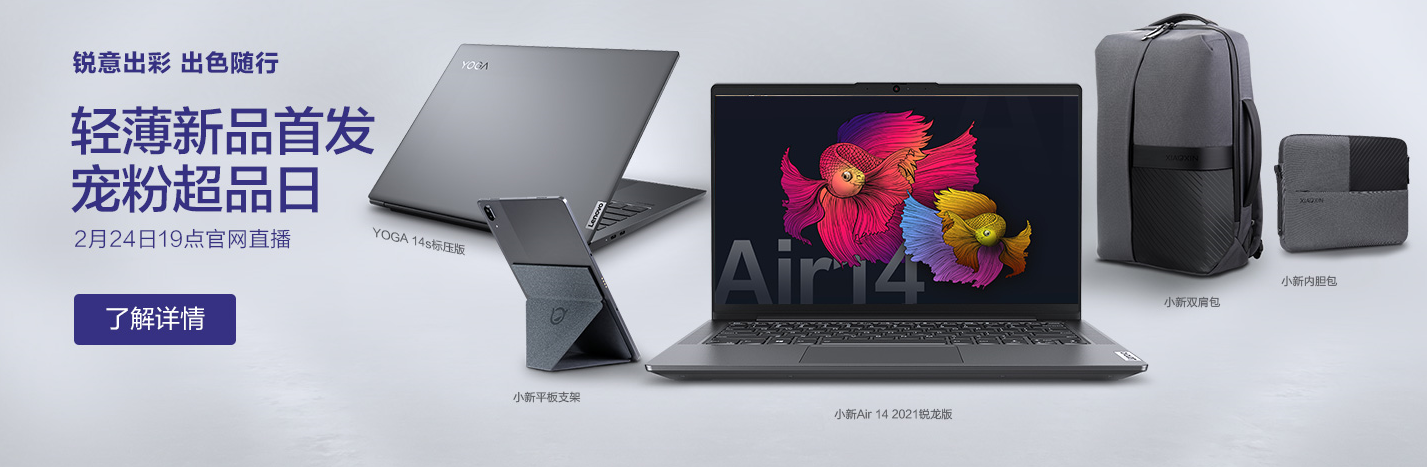 锐意出彩 出色随行
轻薄新品首发
宠粉超品日
2月24日19点官网直播
了解详情
YOGA
Lenovo
YOGA 14s标压版
小新平板支架
Air14
Lenovo
小新Air 14 2021锐龙版
XIAOXIN
小新双肩包
XIAOXIN
小新内胆包